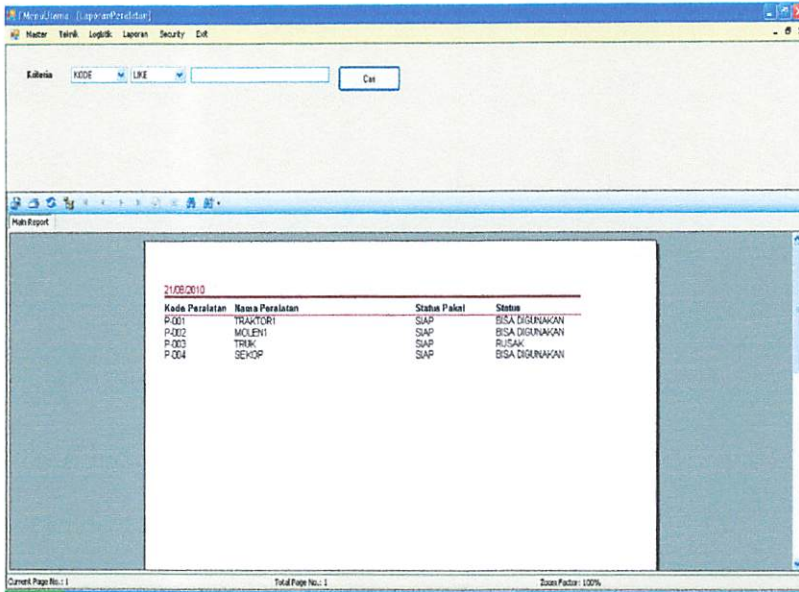 [MenuUtama - [LaporanPeralatan]
Master Teknik Logistik Laporan Security Exit
Kriteria KODE LIKE Cari
Main Report
21/08/2010
Kode Peralatan Nama Peralatan Status Pakai Status
P-001 TRAKTOR1 SIAP BISA DIGUNAKAN
P-002 MOLEN1 SIAP BISA DIGUNAKAN
P-003 TRUK SIAP RUSAK
P-004 SEKOP SIAP BISA DIGUNAKAN
Current Page No.: 1 Total Page No.: 1 Zoom Factor: 100%